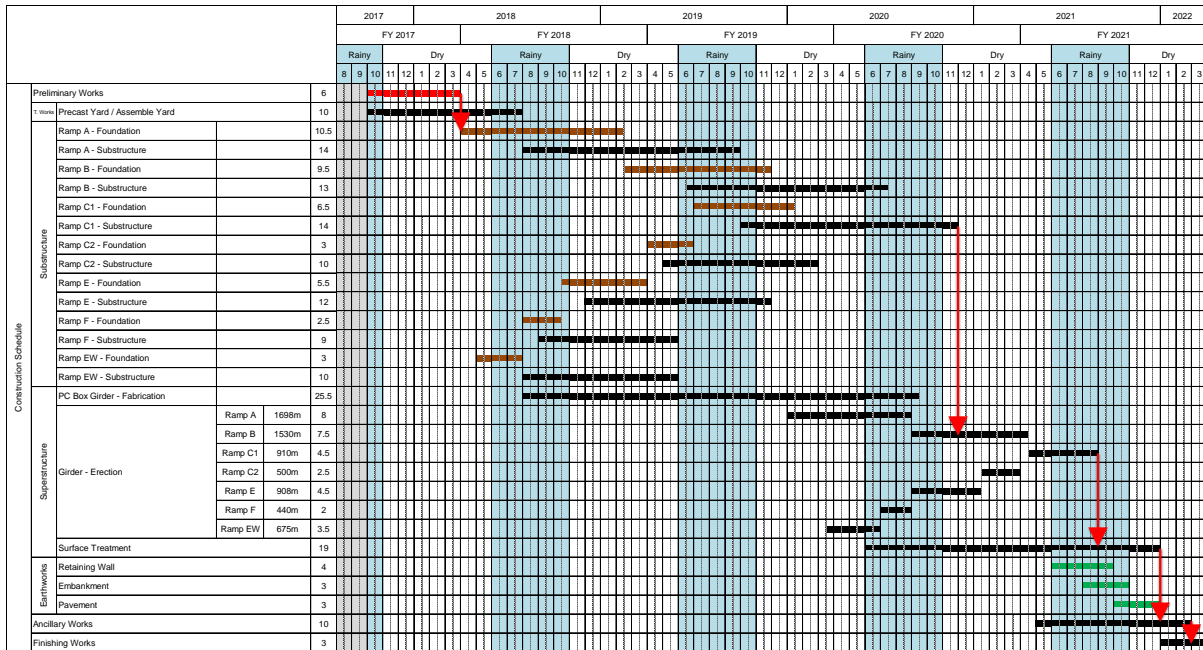 2017 2018 2019 2020 2021 2022
FY 2017 FY 2018 FY 2019 FY 2020 FY 2021
Rainy Dry Rainy Dry Rainy Dry Rainy Dry Rainy Dry
8 9 10 11 12 1 2 3 4 5 6 7 8 9 10 11 12 1 2 3 4 5 6 7 8 9 10 11 12 1 2 3 4 5 6 7 8 9 10 11 12 1 2 3 4 5 6 7 8 9 10 11 12 1 2 3
Construction Schedule
Preliminary Works 6
T. Works Precast Yard / Assemble Yard 10
Substructure
Ramp A - Foundation 10.5
Ramp A - Substructure 14
Ramp B - Foundation 9.5
Ramp B - Substructure 13
Ramp C1 - Foundation 6.5
Ramp C1 - Substructure 14
Ramp C2 - Foundation 3
Ramp C2 - Substructure 10
Ramp E - Foundation 5.5
Ramp E - Substructure 12
Ramp F - Foundation 2.5
Ramp F - Substructure 9
Ramp EW - Foundation 3
Ramp EW - Substructure 10
Superstructure
PC Box Girder - Fabrication 25.5
Girder - Erection
Ramp A 1698m 8
Ramp B 1530m 7.5
Ramp C1 910m 4.5
Ramp C2 500m 2.5
Ramp E 908m 4.5
Ramp F 440m 2
Ramp EW 675m 3.5
Surface Treatment 19
Earthworks
Retaining Wall 4
Embankment 3
Pavement 3
Ancillary Works 10
Finishing Works 3